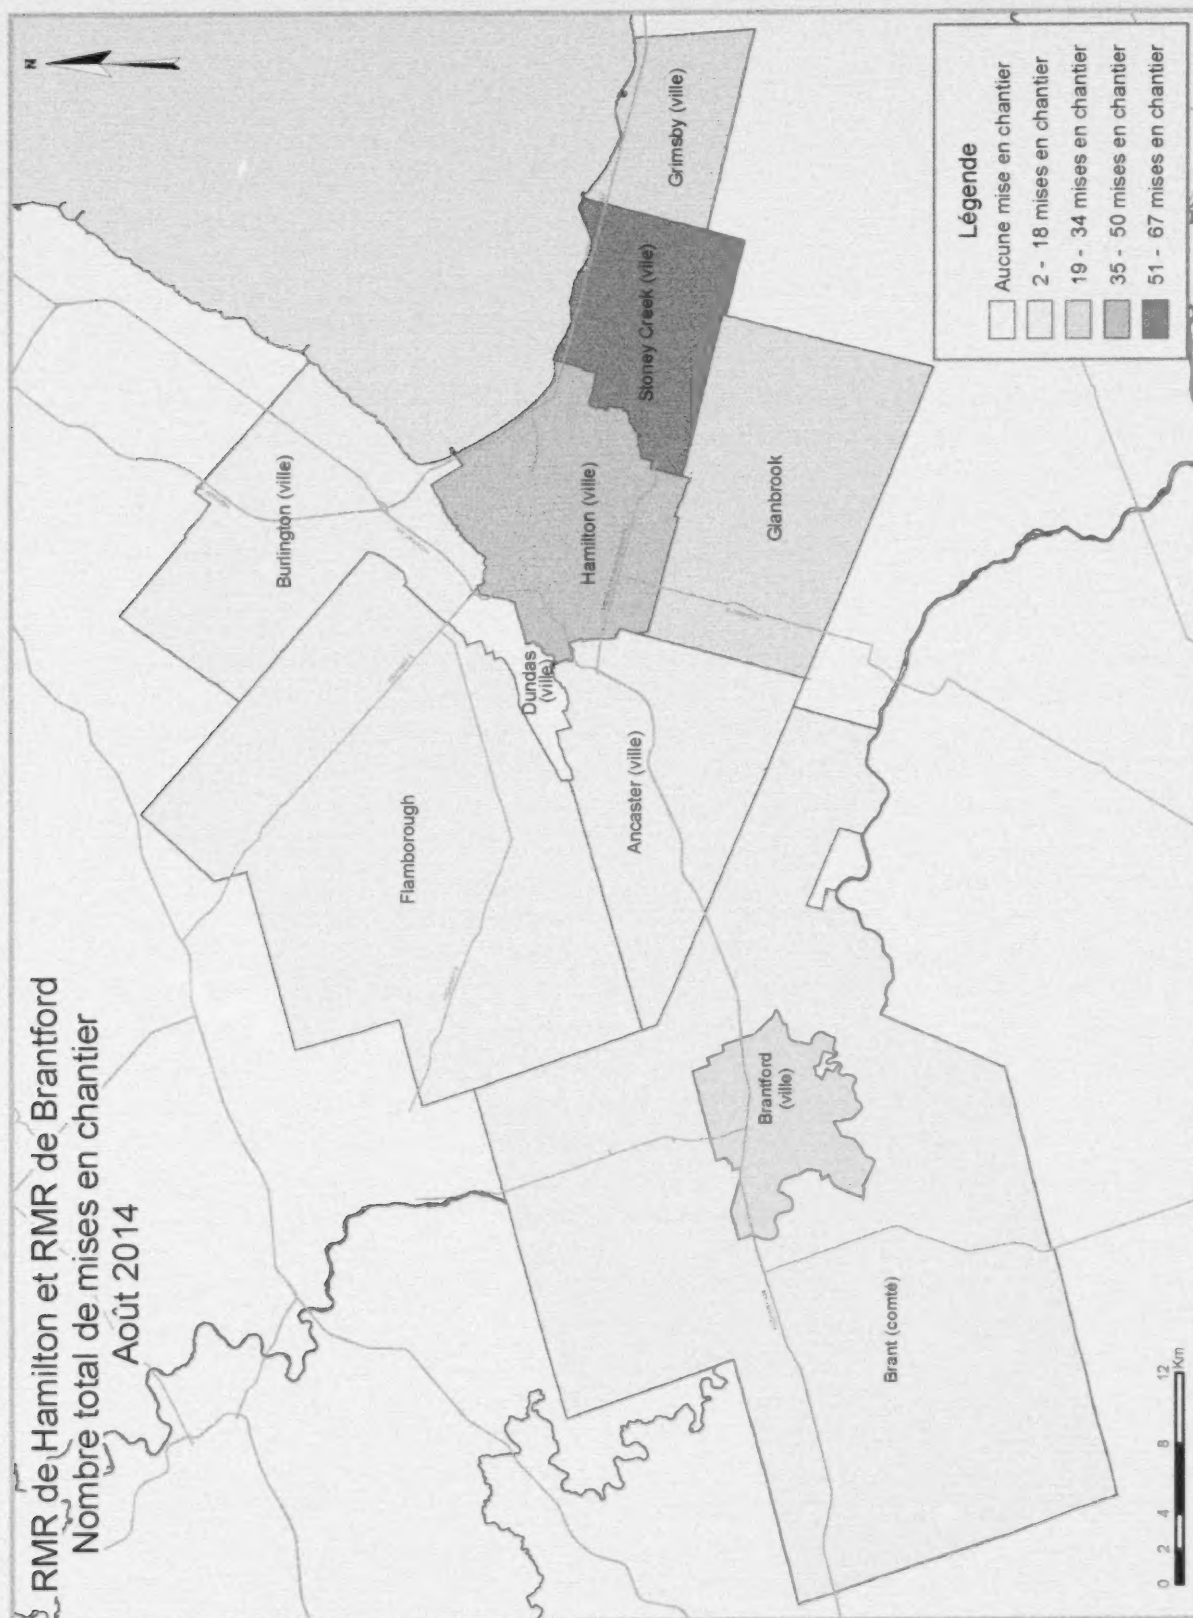 RMR de Hamilton et RMR de Brantford
Nombre total de mises en chantier
Août 2014
N
Burlington (ville)
Flamborough
Dundas
(ville)
Hamilton (ville)
Stoney Creek (ville)
Grimsby (ville)
Ancaster (ville)
Glanbrook
Brantford
(ville)
Brant (comté)
Légende
Aucune mise en chantier
2 - 18 mises en chantier
19 - 34 mises en chantier
35 - 50 mises en chantier
51 - 67 mises en chantier
0 2 4 8 12
Km